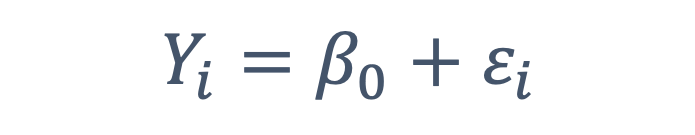 Yᵢ = β₀ + εᵢ